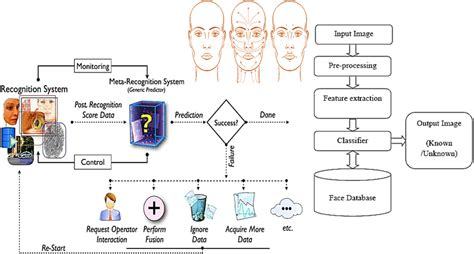 Monitoring
Recognition System
Meta-Recognition System
(Generic Predictor)
Post. Recognition
Score Data
?
Prediction
Success?
Done
Failure
Control
Request Operator
Interaction
Perform
Fusion
Ignore
Data
Acquire More
Data
etc.
Re-Start
Input Image
Pre-processing
Feature extraction
Classifier
Output Image
(Known
/Unknown)
Face Database